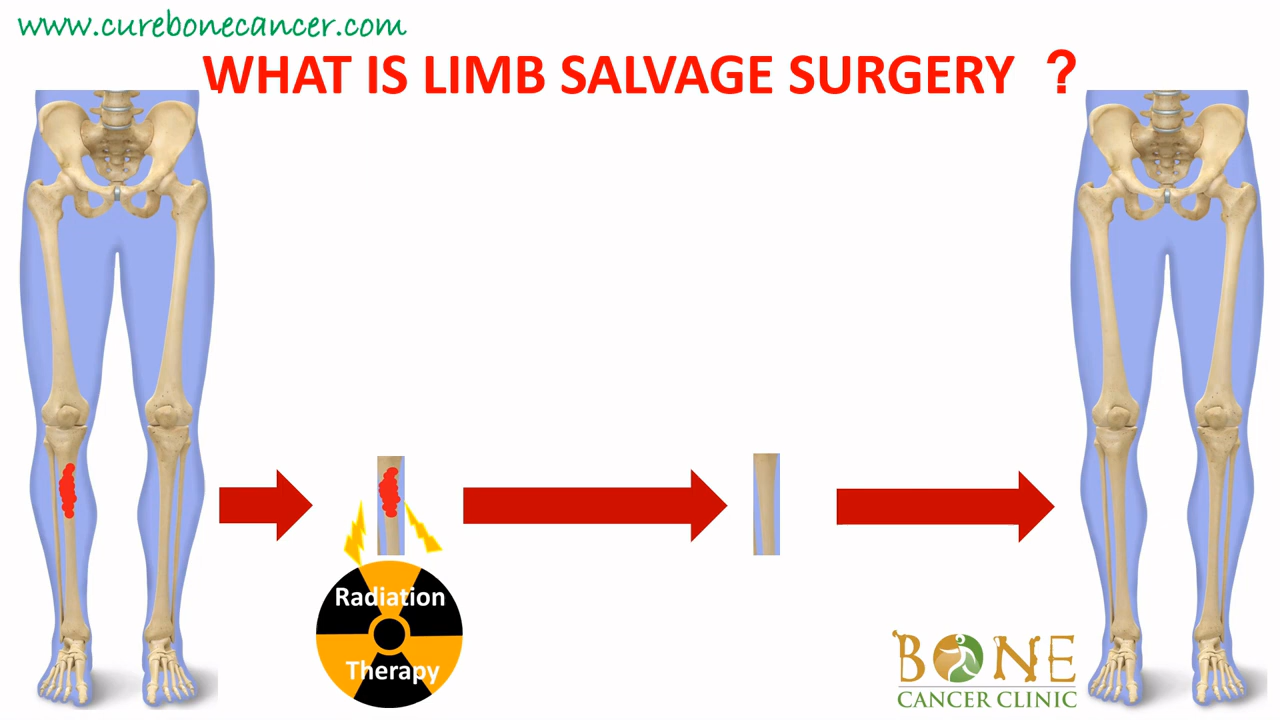 www.curebonecancer.com
WHAT IS LIMB SALVAGE SURGERY ?
Radiation
Therapy
BONE
CANCER CLINIC